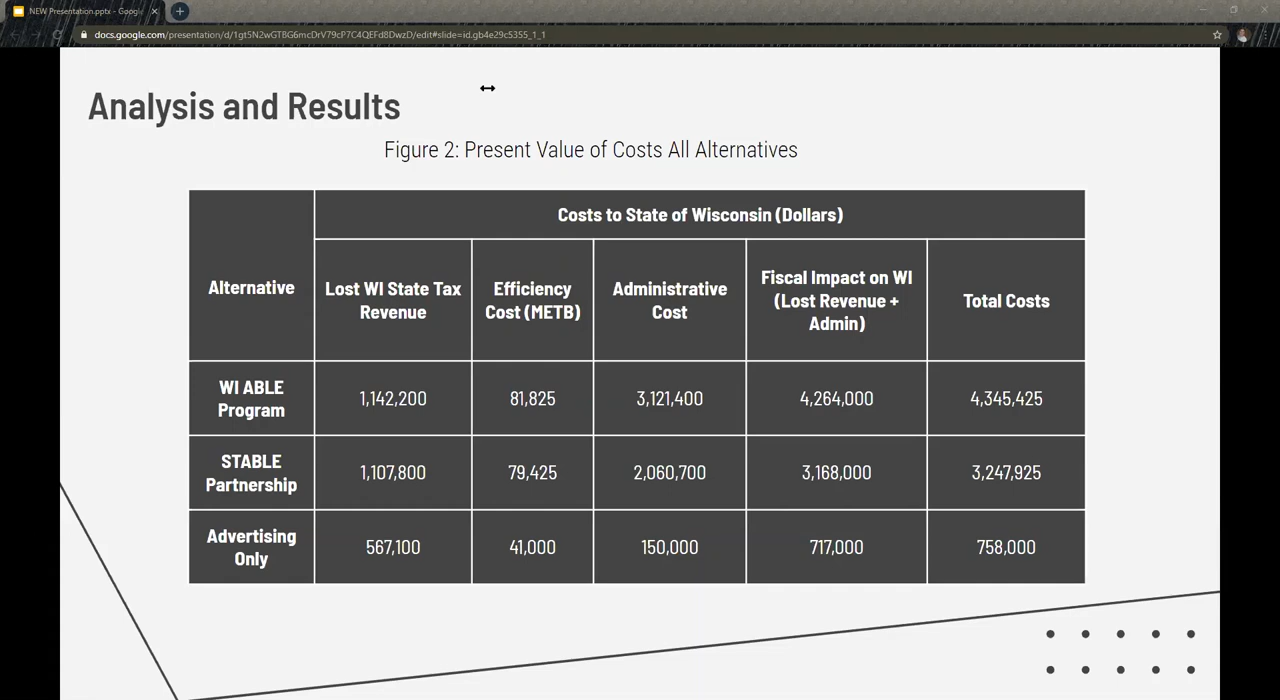 NEW Presentation.pptx - Googl
docs.google.com/presentation/d/1gt5N2wGTBG6mcDrV79cP7C4QEFd8DwzD/edit#slide=id.gb4e29c5355_1_1
Analysis and Results
Figure 2: Present Value of Costs All Alternatives
Costs to State of Wisconsin (Dollars)
Alternative
Lost WI State Tax
Revenue
Efficiency
Cost (METB)
Administrative
Cost
Fiscal Impact on WI
(Lost Revenue +
Admin)
Total Costs
WI ABLE
Program
1,142,200
81,825
3,121,400
4,264,000
4,345,425
STABLE
Partnership
1,107,800
79,425
2,060,700
3,168,000
3,247,925
Advertising
Only
567,100
41,000
150,000
717,000
758,000